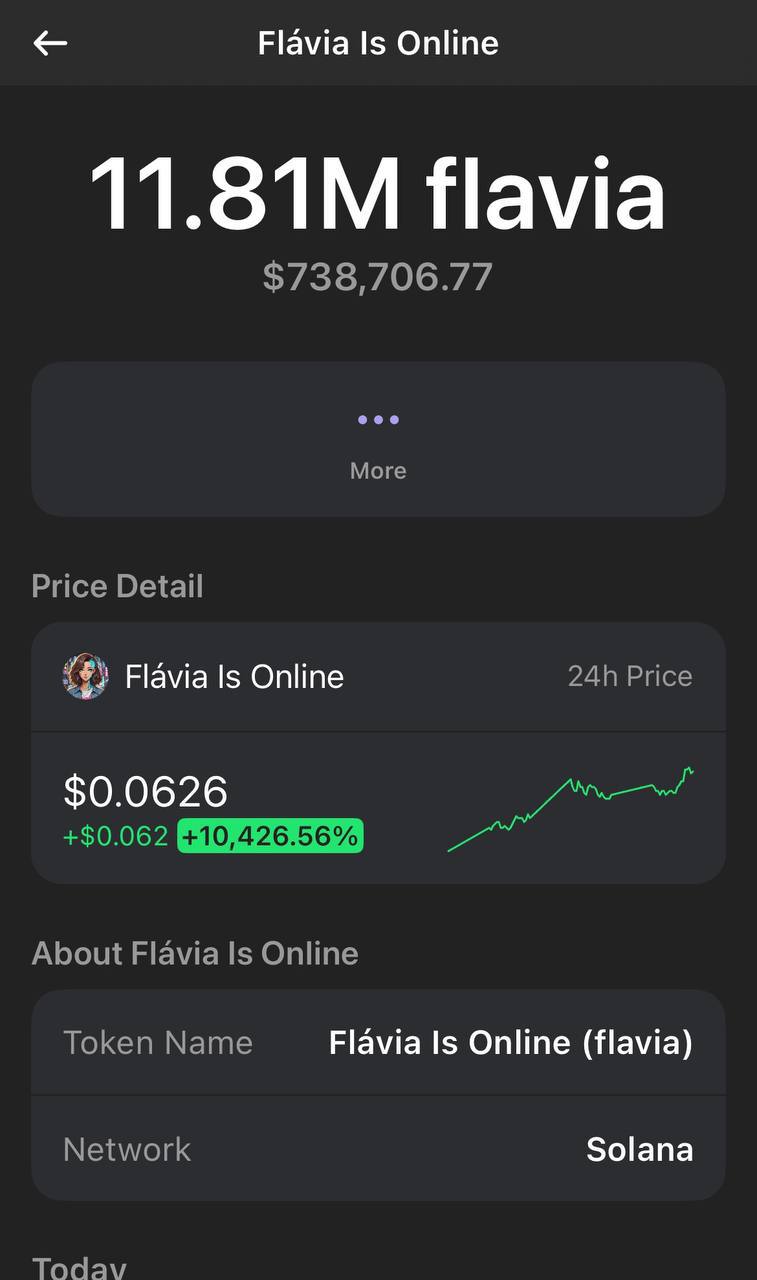 Flávia Is Online
11.81M flavia
$738,706.77
More
Price Detail
Flávia Is Online 24h Price
$0.0626
+$0.062 +10,426.56%
About Flávia Is Online
Token Name Flávia Is Online (flavia)
Network Solana
Today